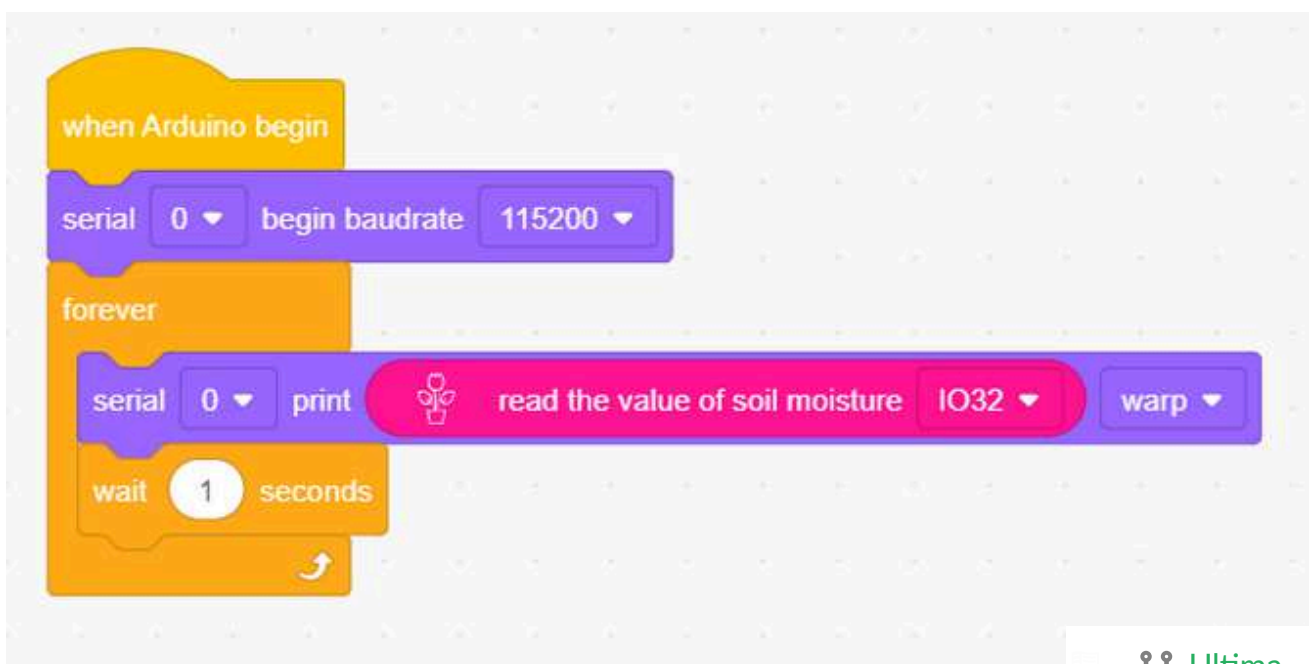 when Arduino begin
serial 0 begin baudrate 115200
forever
serial 0 print read the value of soil moisture IO32 warp
wait 1 seconds